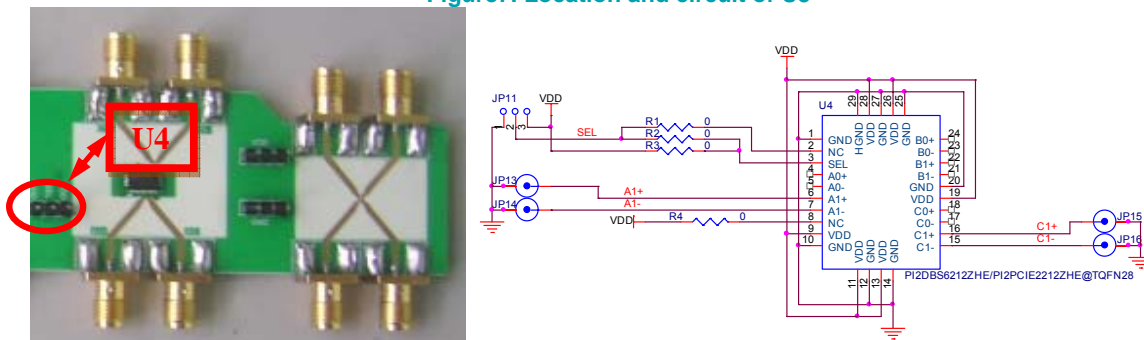 Figure. Location and circuit of U3
U4
JP11 VDD
1 2 3
SEL
R1 0
R2 0
R3 0
JP13 A1+
JP14 A1-
VDD R4 0
VDD
U4
29 28 27 26 25
HGND VDD GND VDD GND
1 GND
2 NC
3 SEL
4 A0+
5 A0-
6 A1+
7 A1-
8 NC
9 VDD
10 GND
B0+ 24
B0- 23
B1+ 22
B1- 21
GND 20
VDD 19
C0+ 18
C0- 17
C1+ 16
C1- 15
VDD GND VDD GND
11 12 13 14
C1+ JP15
C1- JP16
PI2DBS6212ZHE/PI2PCIE2212ZHE@TQFN28